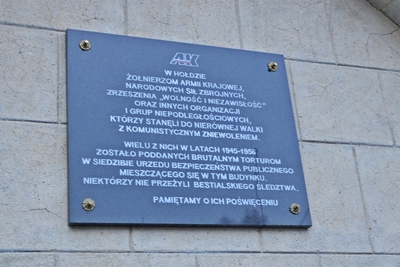 AK
W HOŁDZIE
ŻOŁNIERZOM ARMII KRAJOWEJ,
NARODOWYCH SIŁ ZBROJNYCH,
ZRZESZENIA „WOLNOŚĆ I NIEZAWISŁOŚĆ"
ORAZ INNYCH ORGANIZACJI
I GRUP NIEPODLEGŁOŚCIOWYCH,
KTÓRZY STANĘLI DO NIERÓWNEJ WALKI
Z KOMUNISTYCZNYM ZNIEWOLENIEM.
WIELU Z NICH W LATACH 1945-1956
ZOSTAŁO PODDANYCH BRUTALNYM TORTUROM
W SIEDZIBIE URZĘDU BEZPIECZEŃSTWA PUBLICZNEGO
MIESZCZĄCEGO SIĘ W TYM BUDYNKU.
NIEKTÓRZY NIE PRZEŻYLI BESTIALSKIEGO ŚLEDZTWA.
PAMIĘTAMY O ICH POŚWIĘCENIU